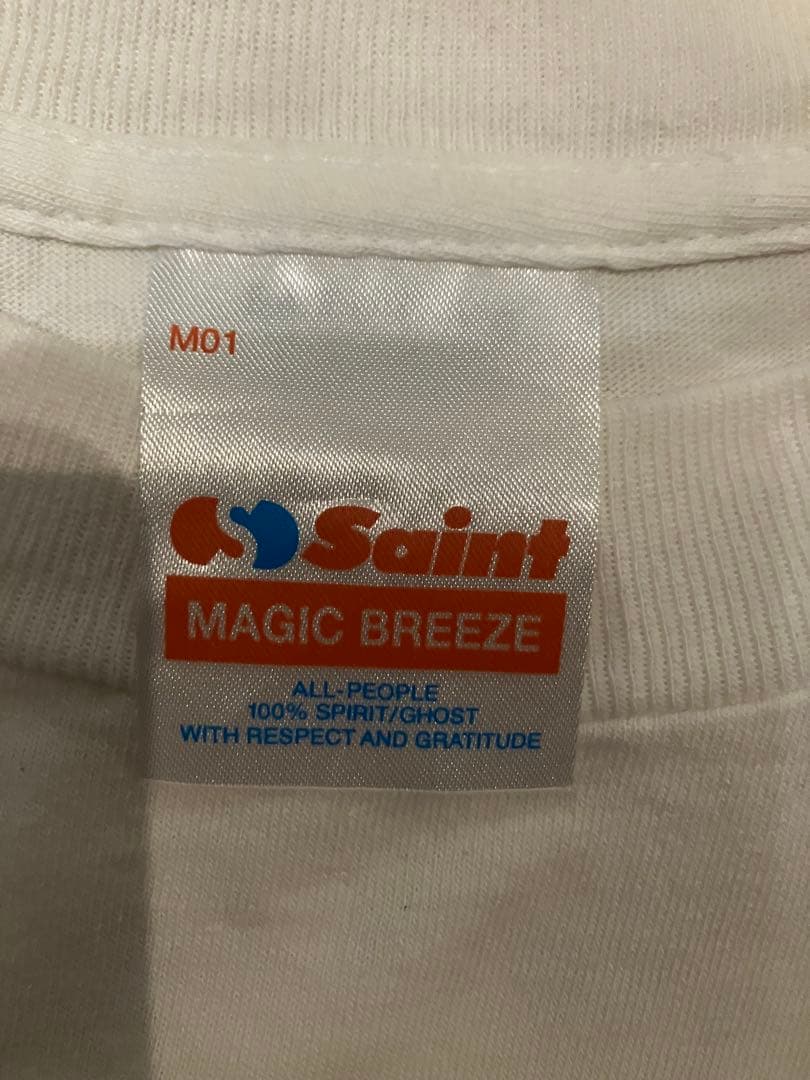 M01
Saint
MAGIC BREEZE
ALL-PEOPLE
100% SPIRIT/GHOST
WITH RESPECT AND GRATITUDE